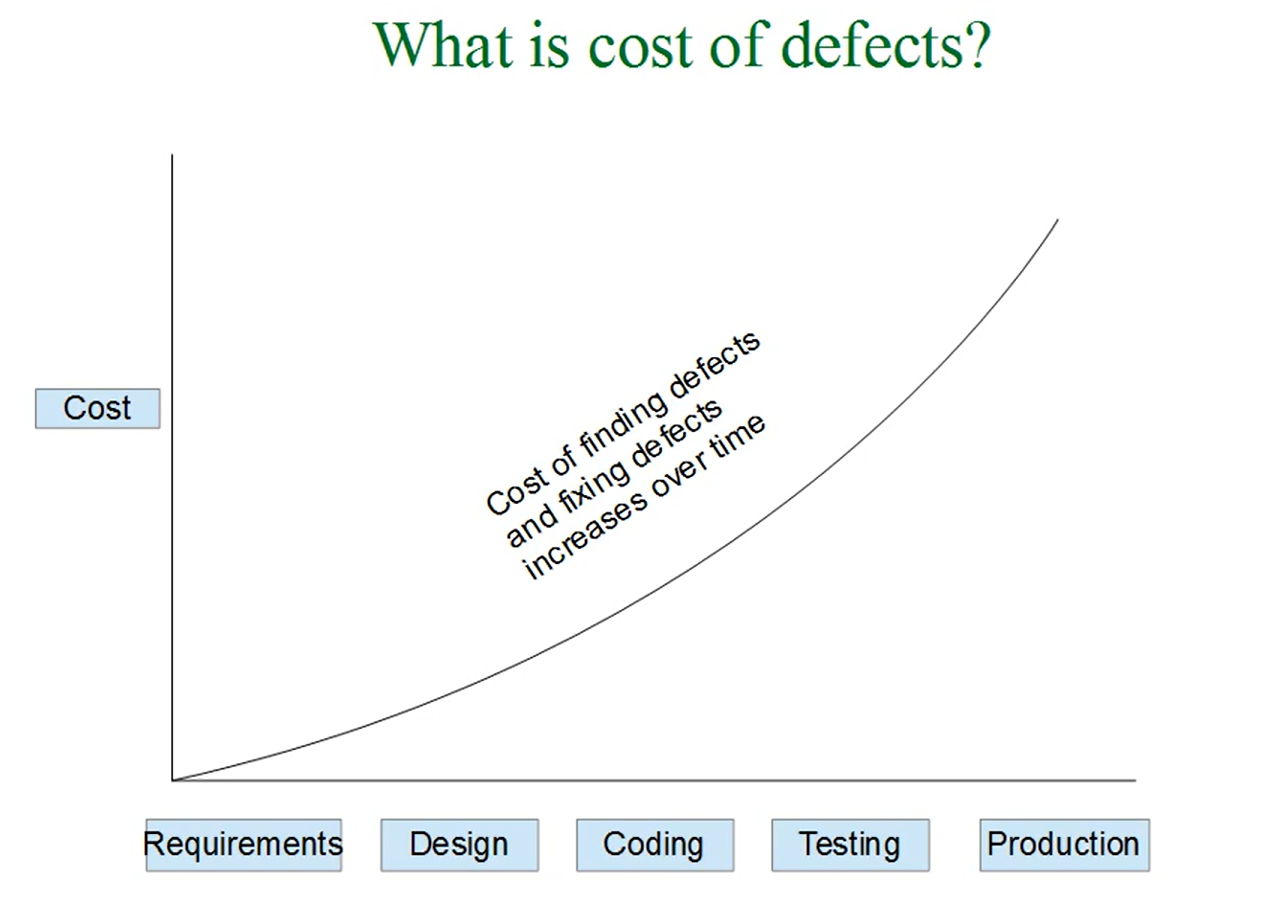 What is cost of defects?
Cost of finding defects
and fixing defects
increases over time
Cost
Requirements
Design
Coding
Testing
Production